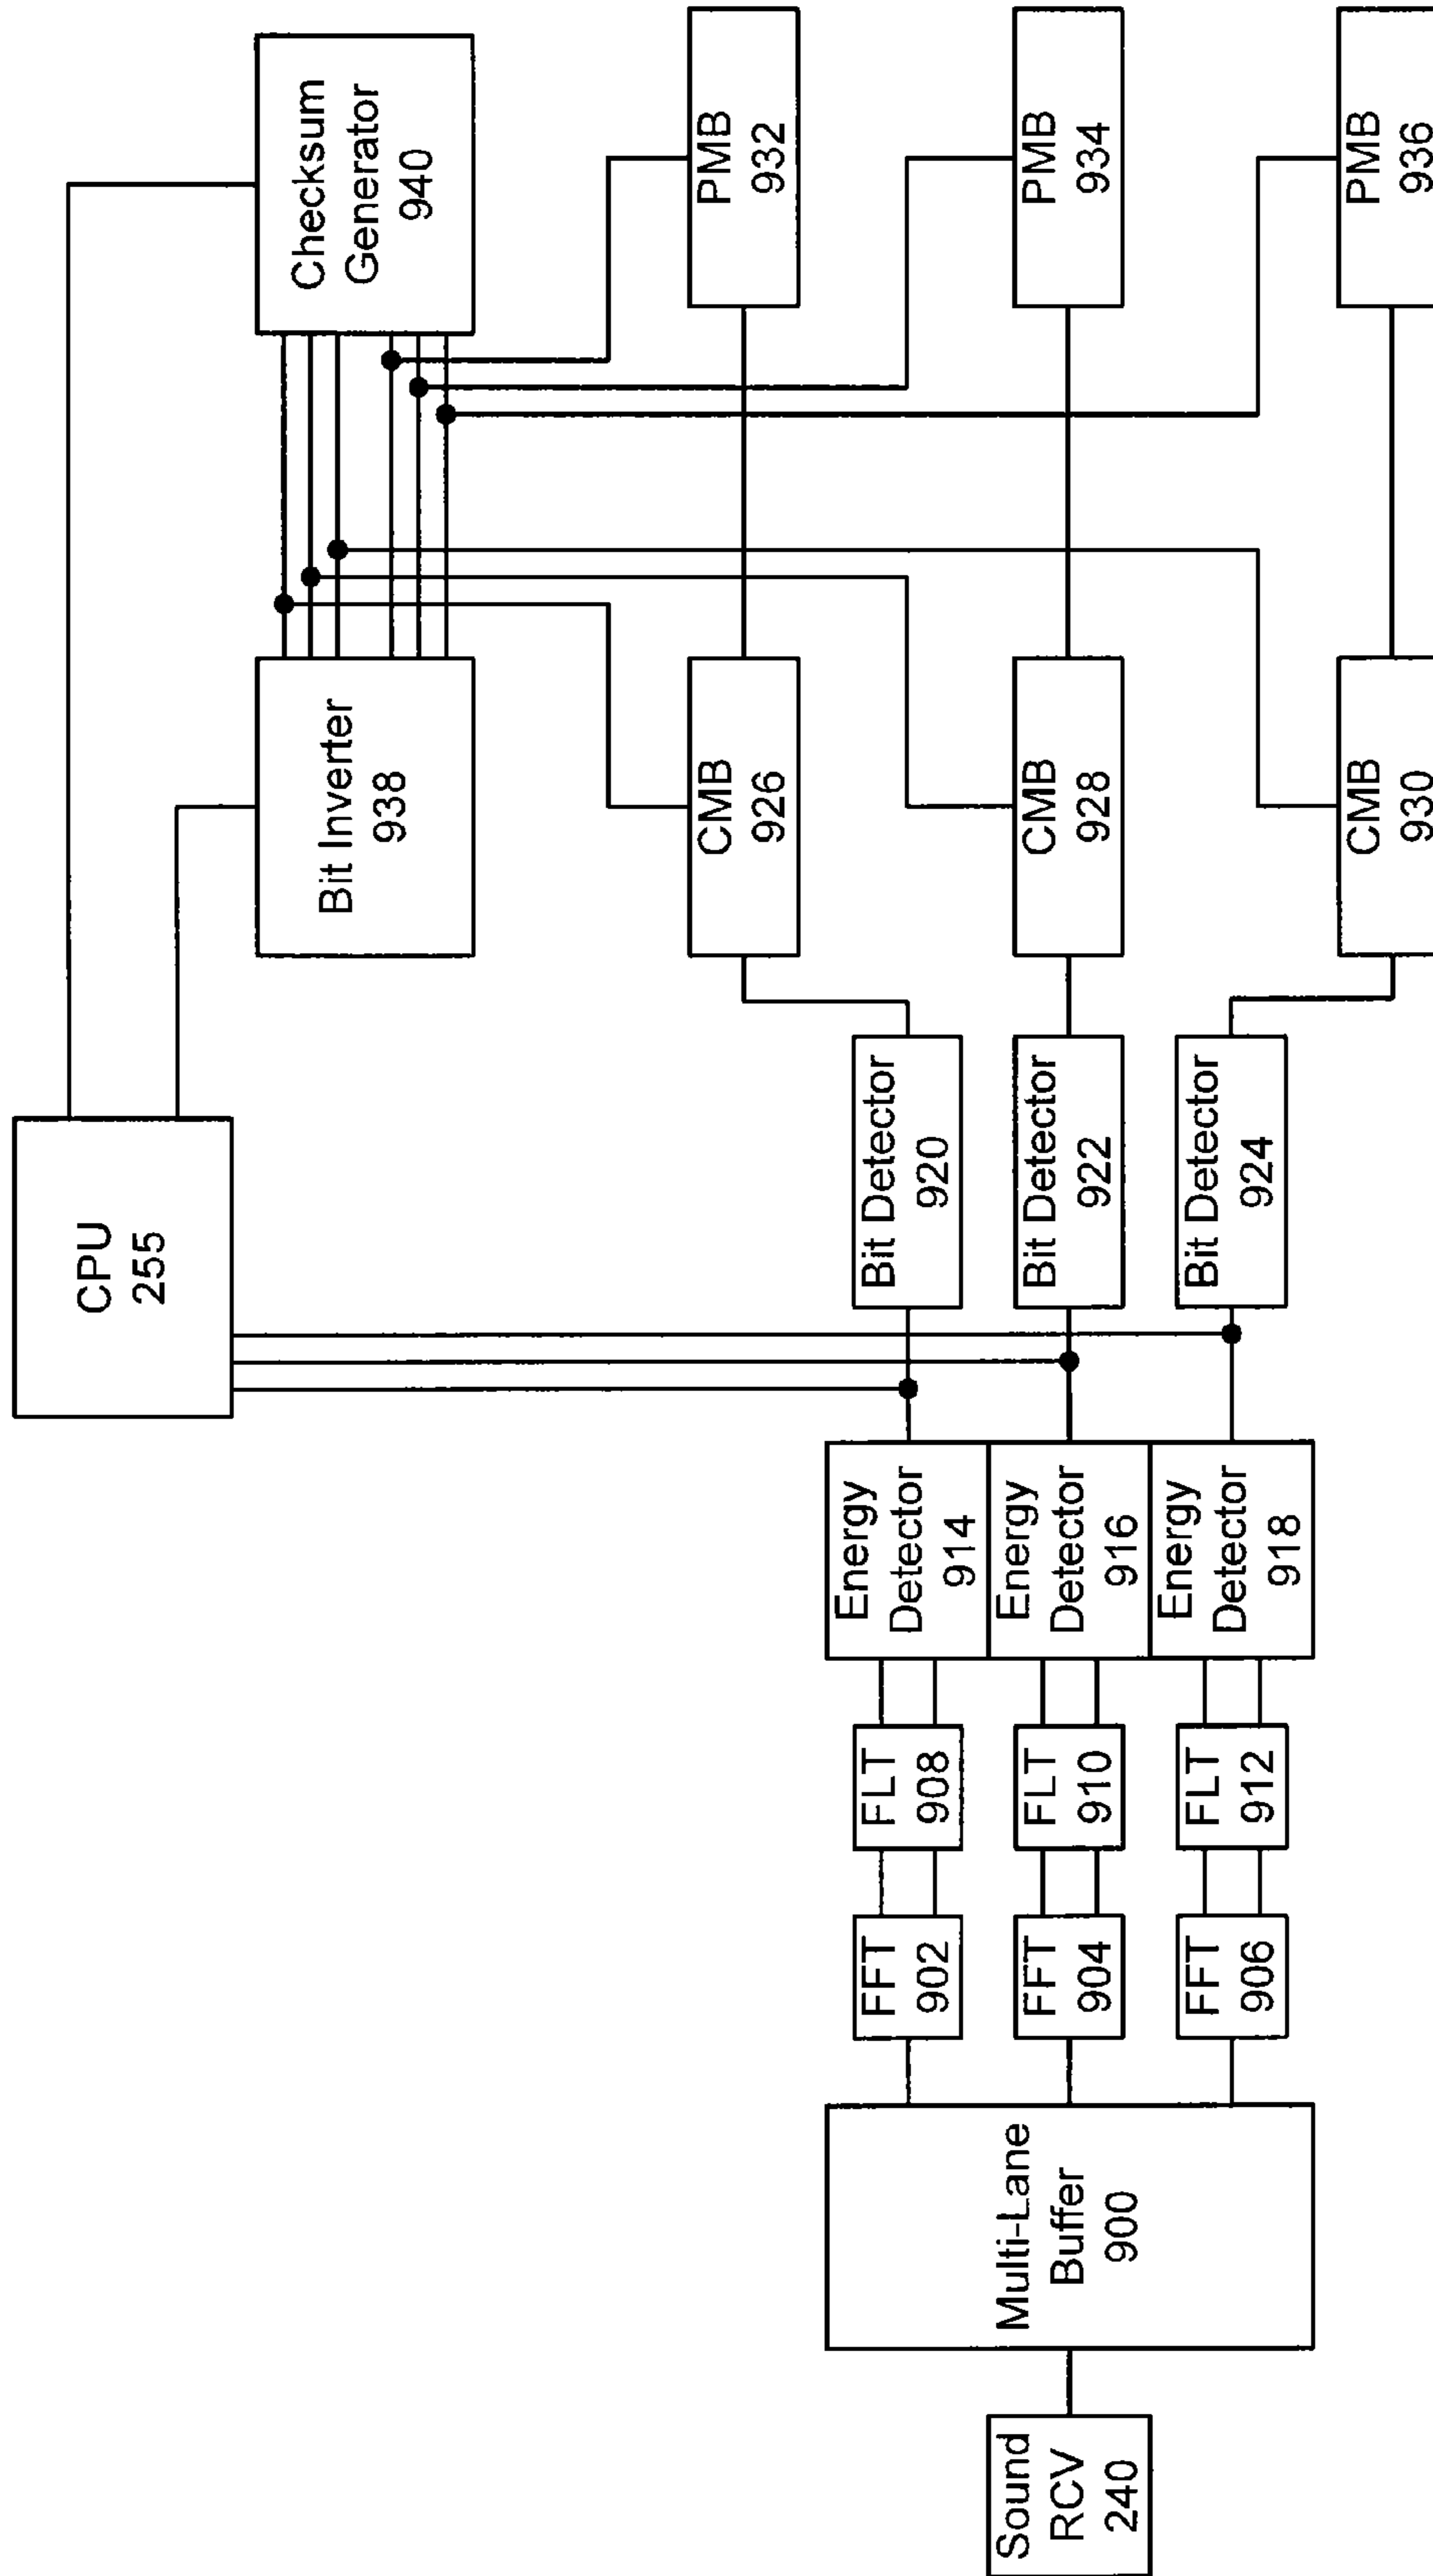 CPU
255
Bit Inverter
938
Checksum
Generator
940
Sound
RCV
240
Multi-Lane
Buffer
900
FFT
902
FLT
908
Energy
Detector
914
Bit Detector
920
CMB
926
PMB
932
FFT
904
FLT
910
Energy
Detector
916
Bit Detector
922
CMB
928
PMB
934
FFT
906
FLT
912
Energy
Detector
918
Bit Detector
924
CMB
930
PMB
936